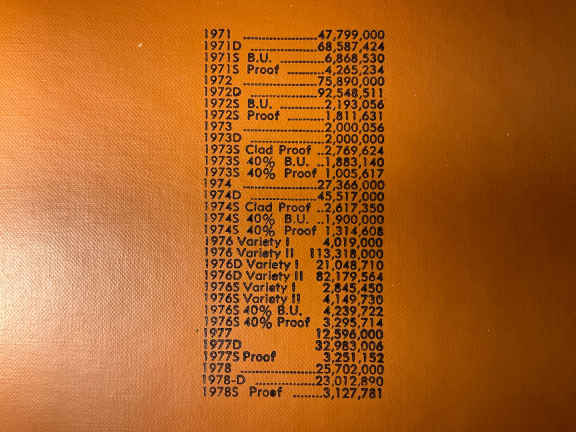 1971 ........................47,799,000
1971D ......................68,587,424
1971S B.U. ................6,868,530
1971S Proof ............4,265,234
1972 ........................75,890,000
1972D ......................92,548,511
1972S B.U. ................2,193,056
1972S Proof ............1,811,631
1973 ........................2,000,056
1973D ......................2,000,000
1973S Clad Proof ..2,769,624
1973S 40% B.U. ..1,883,140
1973S 40% Proof 1,005,617
1974 ........................27,366,000
1974D ......................45,517,000
1974S Clad Proof ..2,617,350
1974S 40% B.U. ..1,900,000
1974S 40% Proof 1,314,608
1976 Variety I 4,019,000
1976 Variety II 113,318,000
1976D Variety I 21,048,710
1976D Variety II 82,179,564
1976S Variety I 2,845,450
1976S Variety II 4,149,730
1976S 40% B.U. 4,239,722
1976S 40% Proof 3,295,714
1977 12,596,000
1977D 32,983,006
1977S Proof 3,251,152
1978 ........................25,702,000
1978-D ....................23,012,890
1978S Proof ........3,127,781